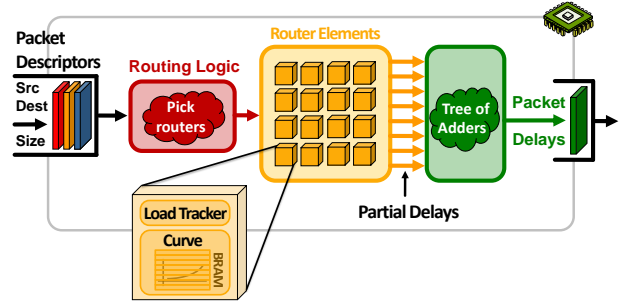 Packet
Descriptors
Src
Dest
Size
Routing Logic
Pick
routers
Router Elements
Tree of
Adders
Packet
Delays
Partial Delays
Load Tracker
Curve
BRAM